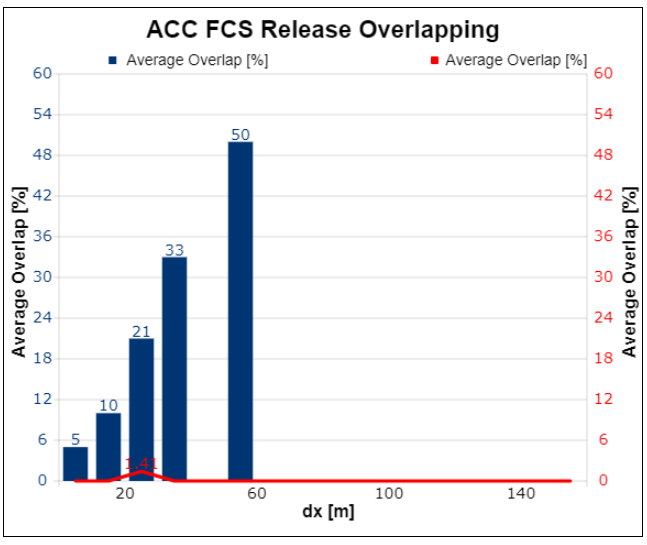 ACC FCS Release Overlapping
Average Overlap [%] Average Overlap [%]
60 60
54 54
50
48 48
42 42
36 36
33
30 30
24 24
21
18 18
12 12
10
6 6
5
1.41
0 0
20 60 100 140
dx [m]
Average Overlap [%]
Average Overlap [%]